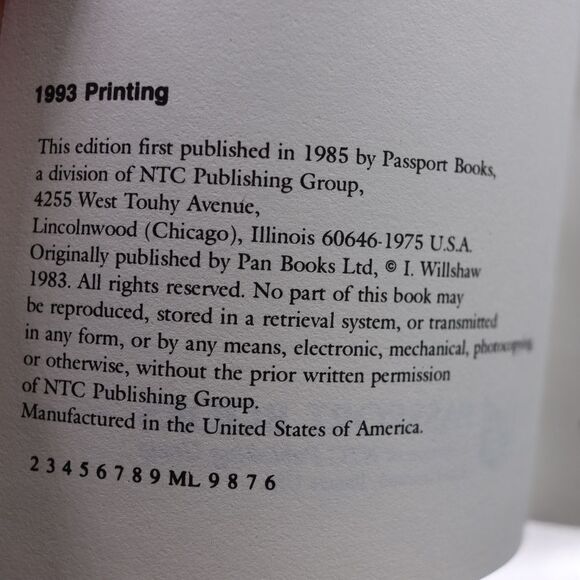 1993 Printing
This edition first published in 1985 by Passport Books,
a division of NTC Publishing Group,
4255 West Touhy Avenue,
Lincolnwood (Chicago), Illinois 60646-1975 U.S.A.
Originally published by Pan Books Ltd, © I. Willshaw
1983. All rights reserved. No part of this book may
be reproduced, stored in a retrieval system, or transmitted
in any form, or by any means, electronic, mechanical, photocopying
or otherwise, without the prior written permission
of NTC Publishing Group.
Manufactured in the United States of America.
2 3 4 5 6 7 8 9 ML 9 8 7 6